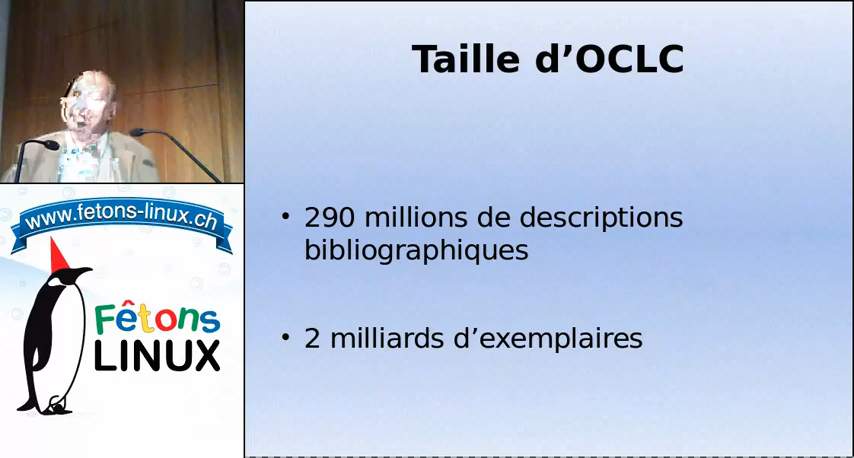 Taille d’OCLC
• 290 millions de descriptions
bibliographiques
• 2 milliards d’exemplaires
www.fetons-linux.ch
Fêtons
LINUX